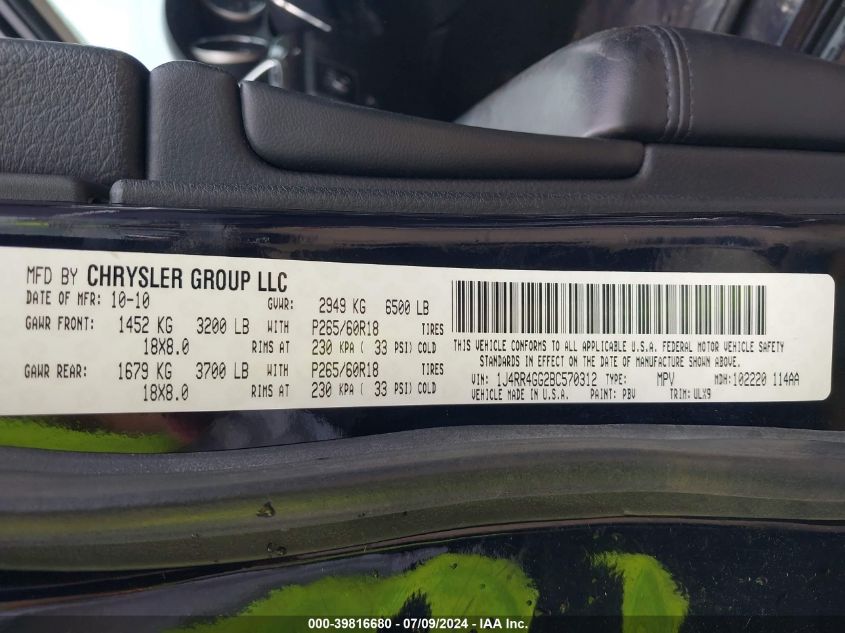 MFD BY CHRYSLER GROUP LLC
DATE OF MFR: 10-10 GVWR: 2949 KG 6500 LB
GAWR FRONT: 1452 KG 3200 LB WITH P265/60R18 TIRES
18X8.0 RIMS AT 230 KPA ( 33 PSI) COLD
GAWR REAR: 1679 KG 3700 LB WITH P265/60R18 TIRES
18X8.0 RIMS AT 230 KPA ( 33 PSI) COLD
THIS VEHICLE CONFORMS TO ALL APPLICABLE U.S.A. FEDERAL MOTOR VEHICLE SAFETY
STANDARDS IN EFFECT ON THE DATE OF MANUFACTURE SHOWN ABOVE.
VIN: 1J4RR4GG2BC570312 TYPE: MPV MDH: 102220 114AA
VEHICLE MADE IN U.S.A. PAINT: PBV TRIM: ULX9
000-39816680 / 07/09/2024 - IAA Inc.